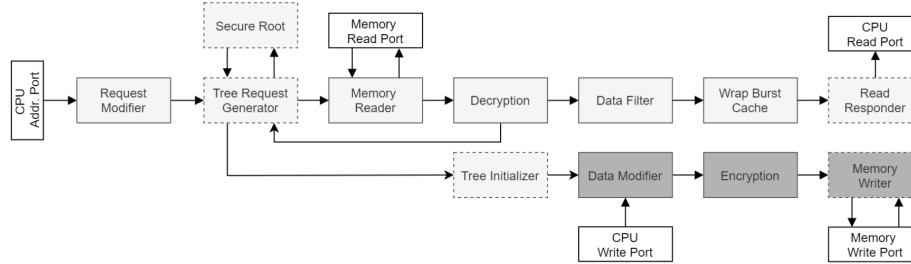 Secure Root
Memory
Read Port
CPU
Read Port
CPU
Addr. Port
Request
Modifier
Tree Request
Generator
Memory
Reader
Decryption
Data Filter
Wrap Burst
Cache
Read
Responder
Tree Initializer
Data Modifier
Encryption
Memory
Writer
CPU
Write Port
Memory
Write Port